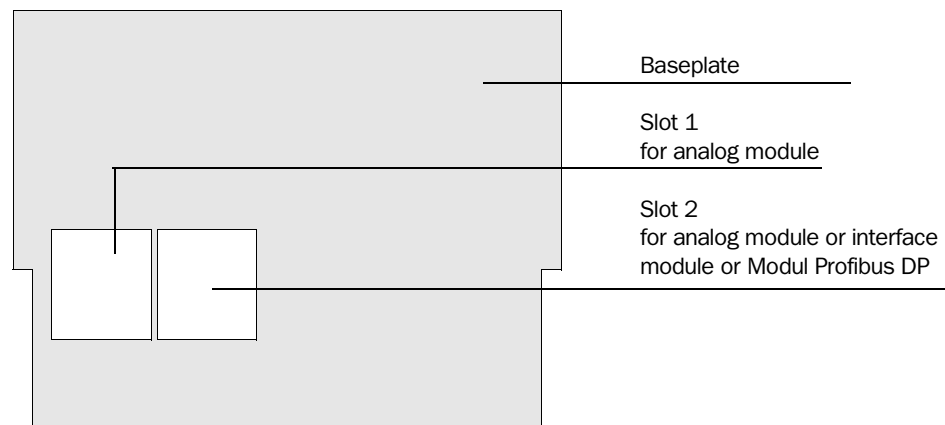 Baseplate
Slot 1
for analog module
Slot 2
for analog module or interface
module or Modul Profibus DP